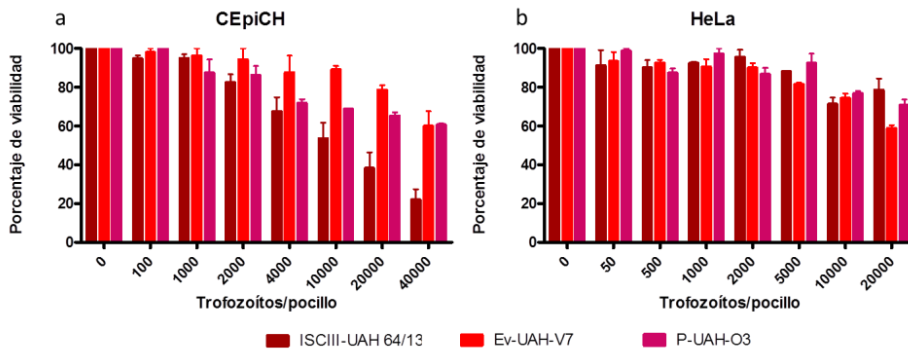 a
CEpiCH
Porcentaje de viabilidad
100
80
60
40
20
0
0
100
1000
2000
4000
10000
20000
40000
Trofozoítos/pocillo
b
HeLa
Porcentaje de viabilidad
100
80
60
40
20
0
0
50
500
1000
2000
5000
10000
20000
Trofozoítos/pocillo
ISCIII-UAH 64/13
Ev-UAH-V7
P-UAH-O3